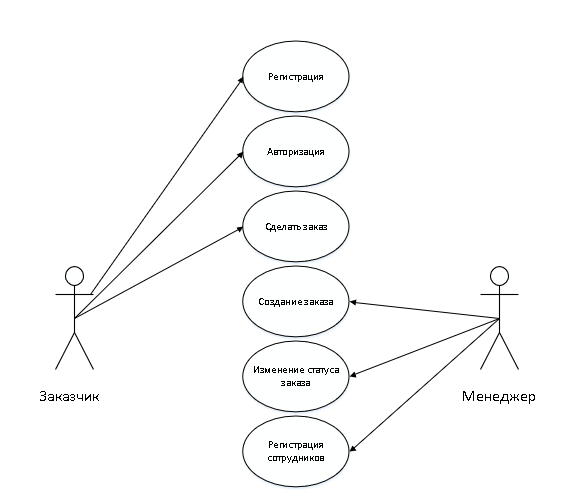 Регистрация
Авторизация
Сделать заказ
Создание заказа
Изменение статуса
заказа
Заказчик
Менеджер
Регистрация
сотрудников